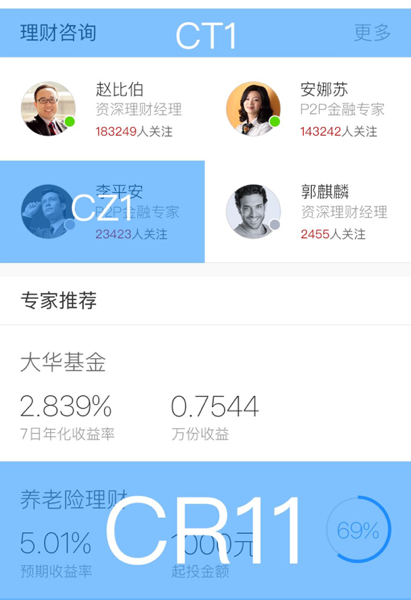 理财咨询 CT1 更多
赵比伯 安娜苏
资深理财经理 P2P金融专家
183249人关注 143242人关注
李平安 郭麒麟
CZ1
P2P金融专家 资深理财经理
23423人关注 2455人关注
专家推荐
大华基金
2.839% 0.7544
7日年化收益率 万份收益
养老险理财
CR11
69%
5.01% 1000元
预期收益率 起投金额